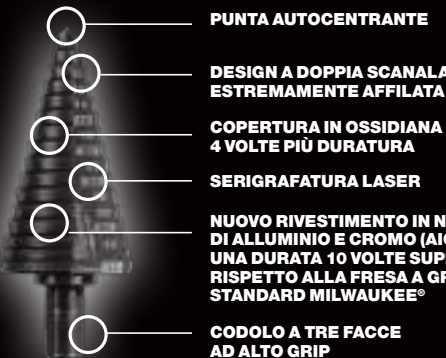 PUNTA AUTOCENTRANTE
DESIGN A DOPPIA
ESTREMAMENTE AFFILATA
COPERTURA IN OSSIDIANA
4 VOLTE PIÙ DURATURA
SERIGRAFATURA LASER
NUOVO RIVESTIMENTO IN
DI ALLUMINIO E CROMO
UNA DURATA 10 VOLTE
RISPETTO ALLA FRESA A
STANDARD MILWAUKEE®
CODOLO A TRE FACCE
AD ALTO GRIP